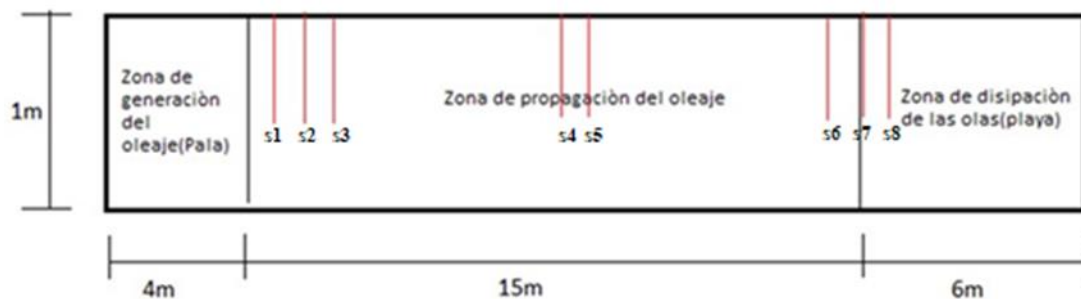 1m
Zona de
generaciòn
del
oleaje(Pala)
Zona de propagaciòn del oleaje
Zona de disipaciòn
de las olas(playa)
s1 s2 s3 s4 s5 s6 s7 s8
4m 15m 6m